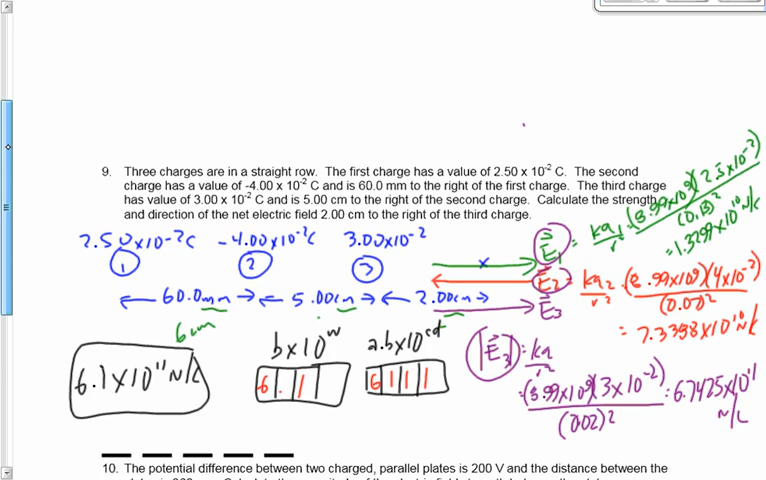 9. Three charges are in a straight row. The first charge has a value of 2.50 x 10⁻² C. The second
charge has a value of -4.00 x 10⁻² C and is 60.0 mm to the right of the first charge. The third charge
has value of 3.00 x 10⁻² C and is 5.00 cm to the right of the second charge. Calculate the strength
and direction of the net electric field 2.00 cm to the right of the third charge.
2.50x10⁻²C -4.00x10⁻²C 3.00x10⁻²
1 2 3
x
E₁ = kq₁/r² = (8.99x10⁹)(2.5x10⁻²)/(0.13)²
= 1.3299x10¹⁰ N/C
E₂ = kq₂/r² (8.99x10⁹)(4x10⁻²)/(0.07)²
= 7.3388x10¹⁰ N/C
60.0mm 5.00cm 2.00cm E₃
6cm
|E₃| = kq/r²
= (8.99x10⁹)(3x10⁻²)/(0.02)² = 6.7425x10¹¹ N/C
6.1x10¹¹ N/C
bx10ʷ a.bx10ᶜᵈ
6.1 6111
10. The potential difference between two charged, parallel plates is 200 V and the distance between the